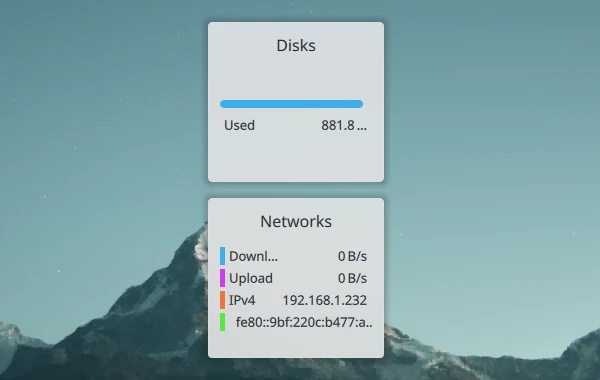 Disks
Used 881.8...
Networks
Downl... 0 B/s
Upload 0 B/s
IPv4 192.168.1.232
fe80::9bf:220c:b477:a..